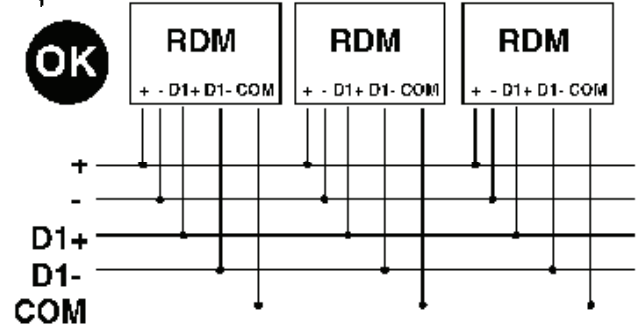 OK
RDM RDM RDM
+ - D1+ D1- COM + - D1+ D1- COM + - D1+ D1- COM
+
-
D1+
D1-
COM